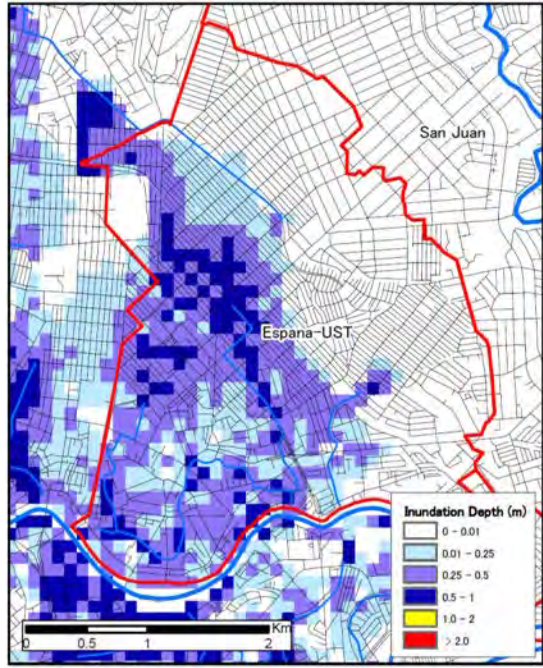 San Juan
Espana-UST
Inundation Depth (m)
0 - 0.01
0.01 - 0.25
0.25 - 0.5
0.5 - 1
1.0 - 2
> 2.0
Km
0 0.5 1 2